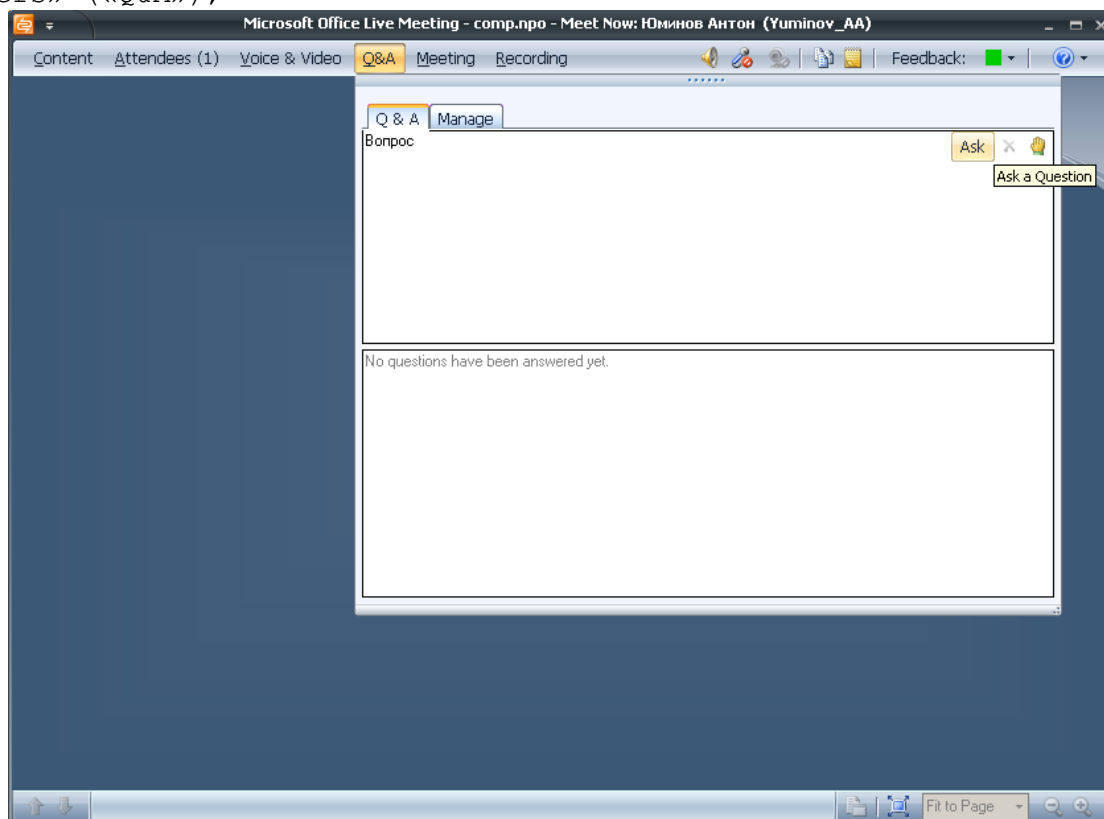 («Q&A»),
Microsoft Office Live Meeting - comp.npo - Meet Now: Юминов Антон (Yuminov_AA)
Content Attendees (1) Voice & Video Q&A Meeting Recording Feedback:
Q & A Manage
Вопрос
Ask
Ask a Question
No questions have been answered yet.
Fit to Page